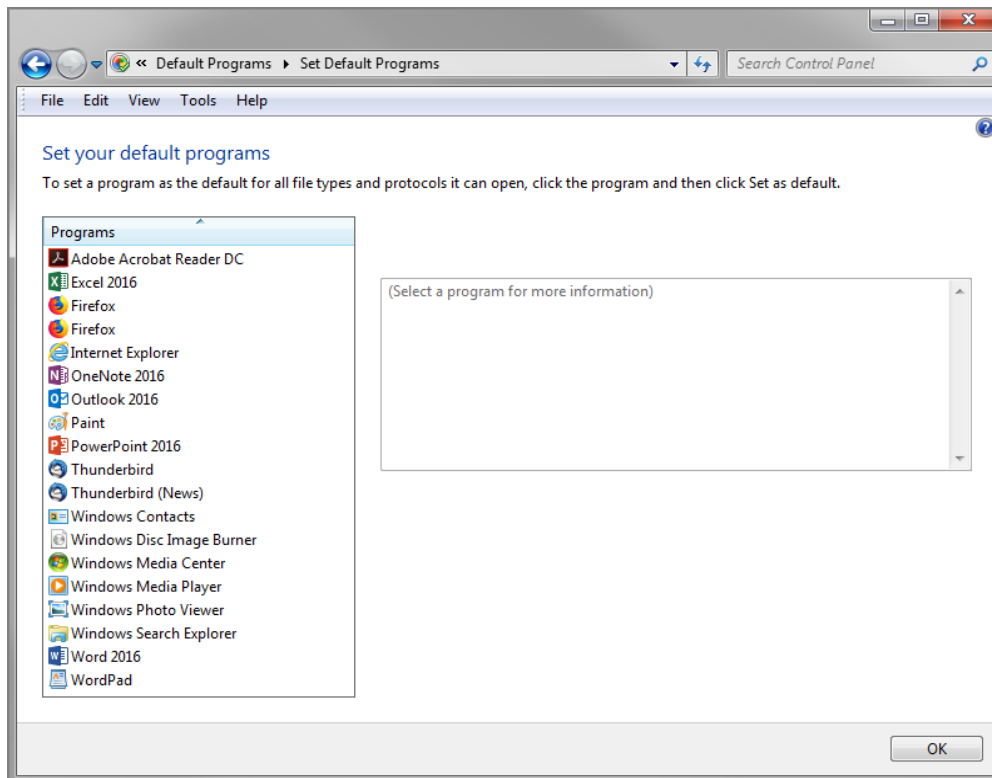 « Default Programs ▸ Set Default Programs
Search Control Panel
File Edit View Tools Help
Set your default programs
To set a program as the default for all file types and protocols it can open, click the program and then click Set as default.
Programs
Adobe Acrobat Reader DC
Excel 2016
Firefox
Firefox
Internet Explorer
OneNote 2016
Outlook 2016
Paint
PowerPoint 2016
Thunderbird
Thunderbird (News)
Windows Contacts
Windows Disc Image Burner
Windows Media Center
Windows Media Player
Windows Photo Viewer
Windows Search Explorer
Word 2016
WordPad
(Select a program for more information)
OK